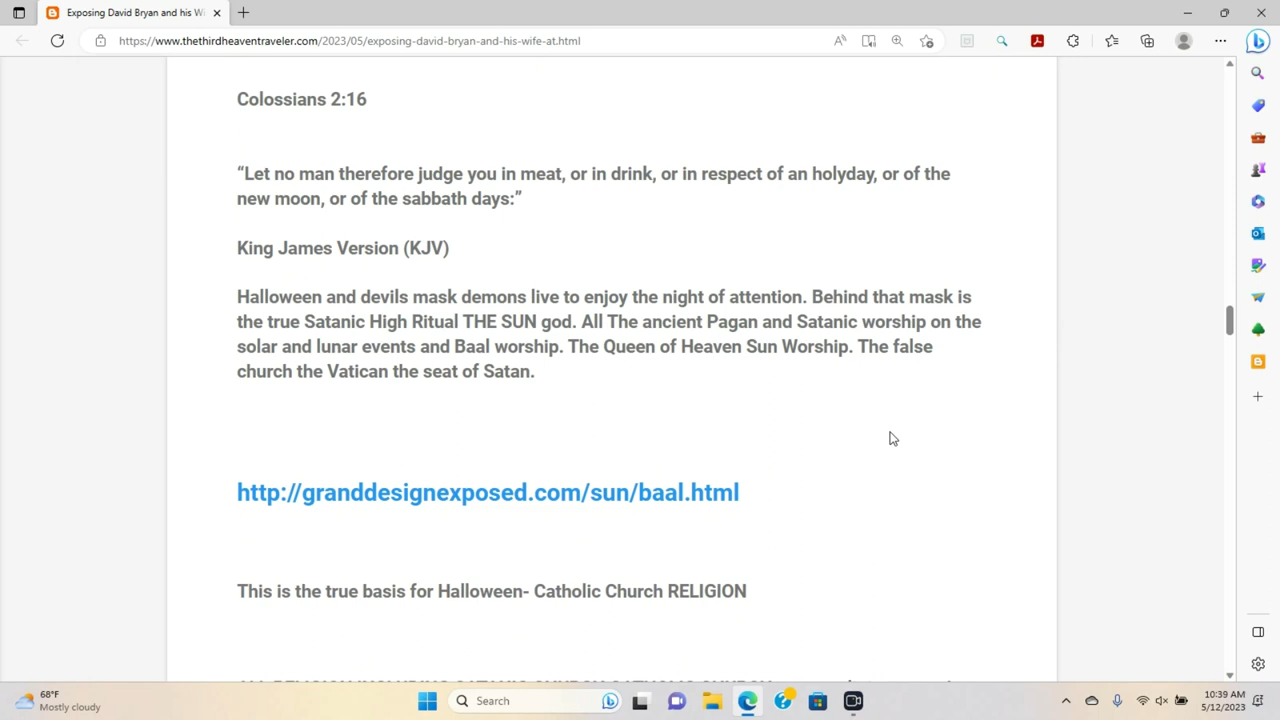 Exposing David Bryan and his Wi
https://www.thethirdheaventraveler.com/2023/05/exposing-david-bryan-and-his-wife-at.html
Colossians 2:16
“Let no man therefore judge you in meat, or in drink, or in respect of an holyday, or of the
new moon, or of the sabbath days:”
King James Version (KJV)
Halloween and devils mask demons live to enjoy the night of attention. Behind that mask is
the true Satanic High Ritual THE SUN god. All The ancient Pagan and Satanic worship on the
solar and lunar events and Baal worship. The Queen of Heaven Sun Worship. The false
church the Vatican the seat of Satan.
http://granddesignexposed.com/sun/baal.html
This is the true basis for Halloween- Catholic Church RELIGION
68°F
Mostly cloudy
Search
10:39 AM
5/12/2023